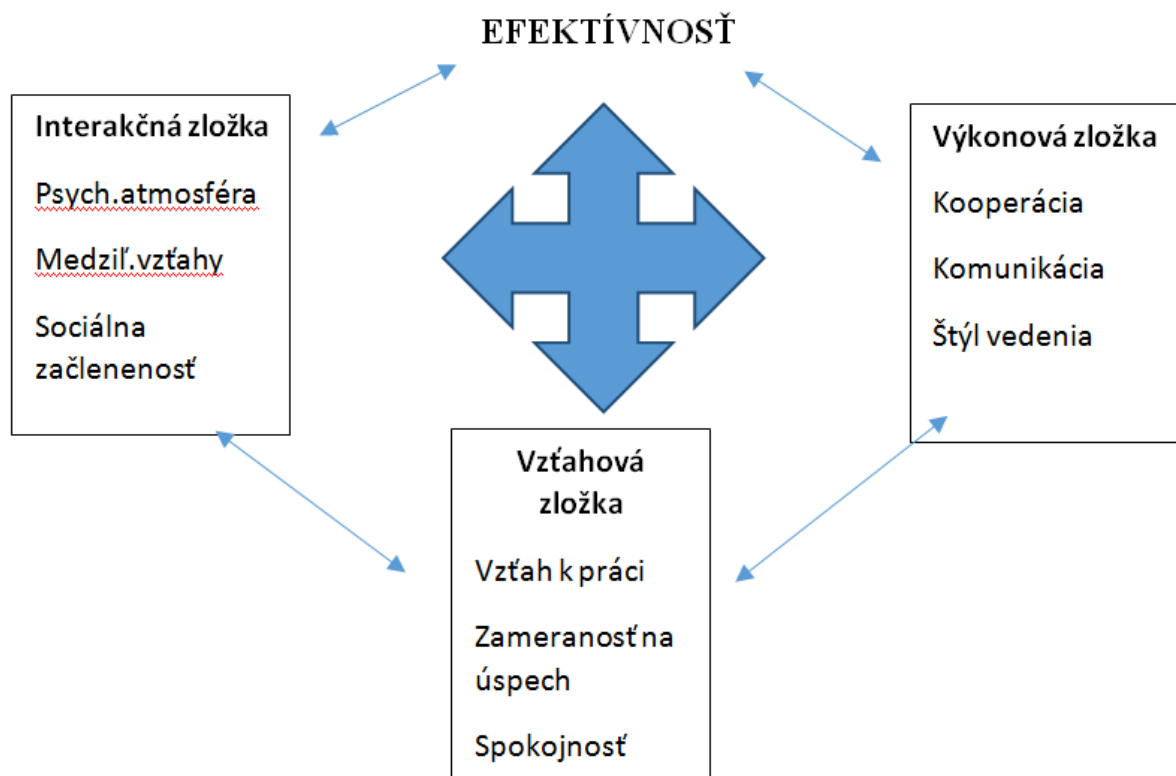 EFEKTÍVNOSŤ
Interakčná zložka
Psych.atmosféra
Medziľ.vzťahy
Sociálna
začlenenosť
Výkonová zložka
Kooperácia
Komunikácia
Štýl vedenia
Vzťahová
zložka
Vzťah k práci
Zameranosť na
úspech
Spokojnosť